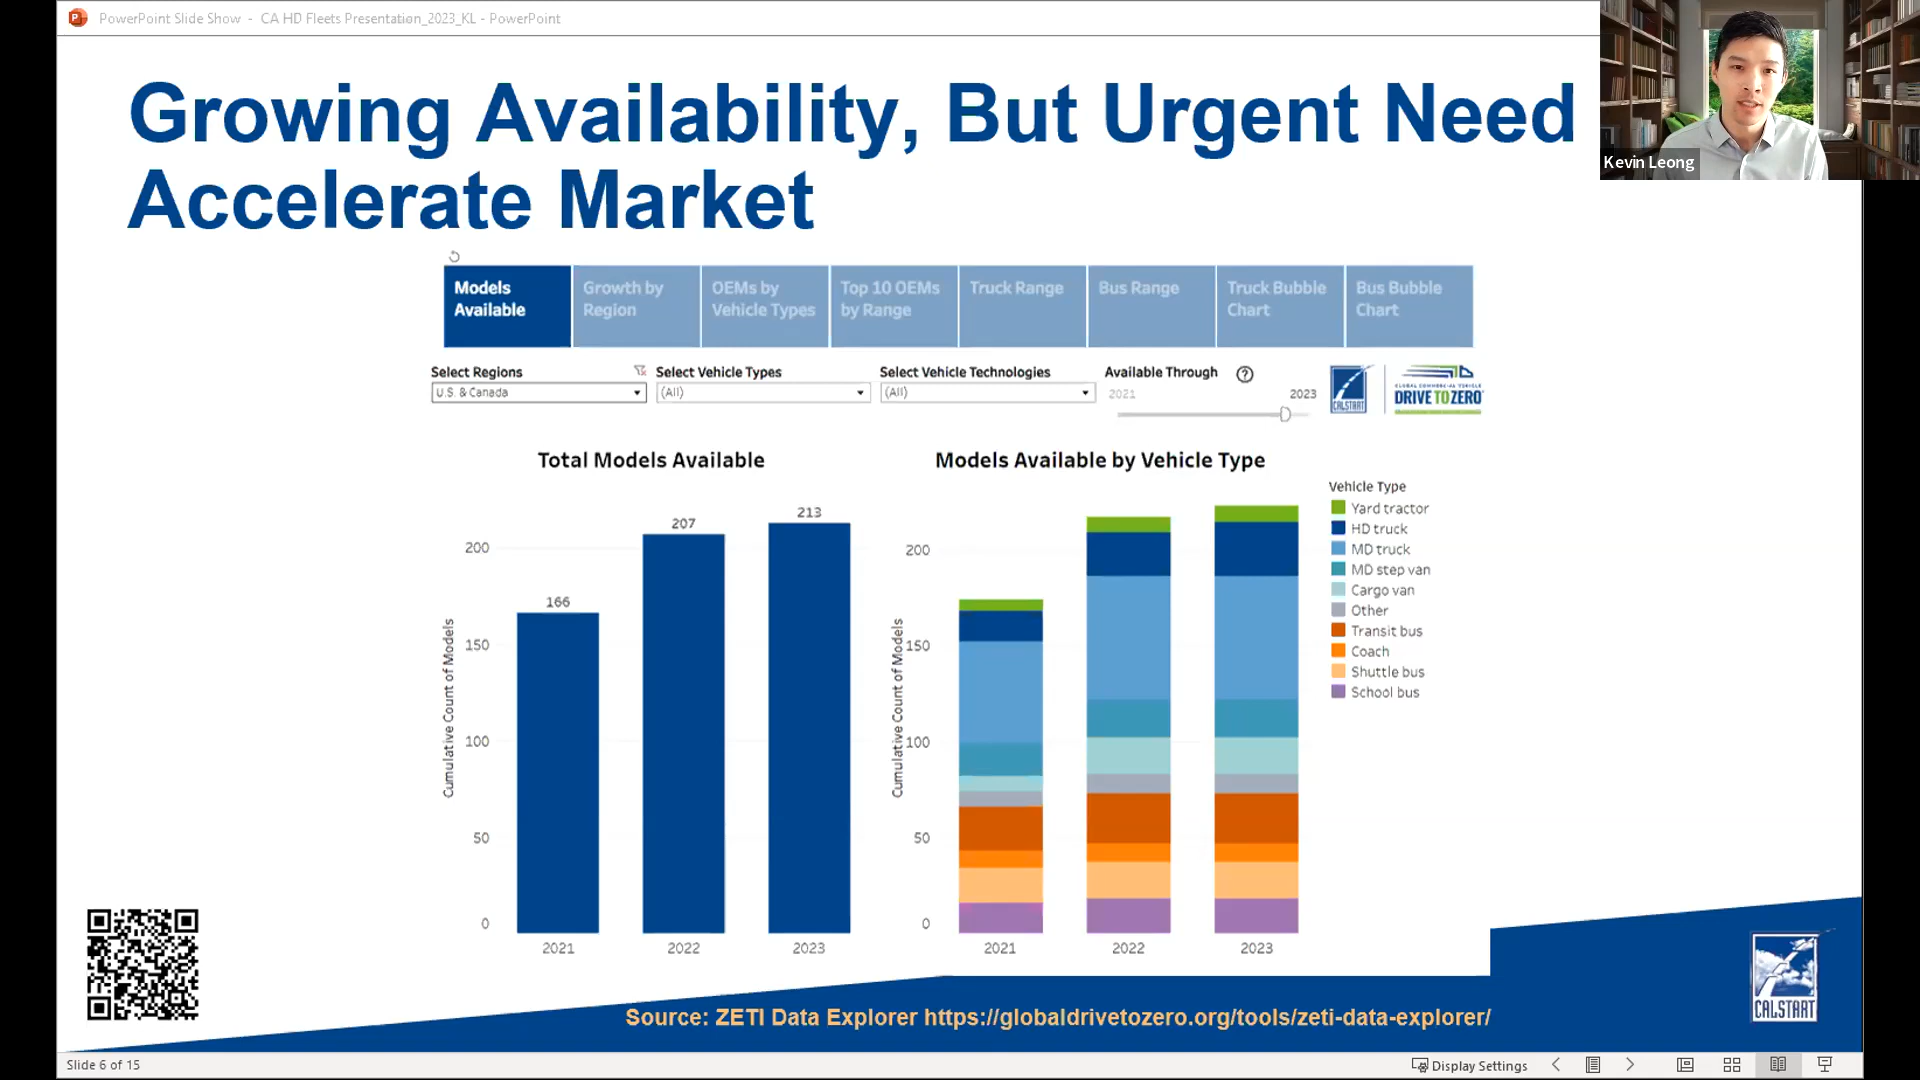 PowerPoint Slide Show - CA HD Fleets Presentation_2023_KL - PowerPoint
Growing Availability, But Urgent Need
Accelerate Market
Kevin Leong
Models Available
Growth by Region
OEMs by Vehicle Types
Top 10 OEMs by Range
Truck Range
Bus Range
Truck Bubble Chart
Bus Bubble Chart
Select Regions
U.S. & Canada
Select Vehicle Types
(All)
Select Vehicle Technologies
(All)
Available Through
?
2021
2023
CALSTART
GLOBAL COMMERCIAL VEHICLE
DRIVE TO ZERO
Total Models Available
Cumulative Count of Models
200
150
100
50
0
166
207
213
2021
2022
2023
Models Available by Vehicle Type
Cumulative Count of Models
200
150
100
50
0
2021
2022
2023
Vehicle Type
Yard tractor
HD truck
MD truck
MD step van
Cargo van
Other
Transit bus
Coach
Shuttle bus
School bus
CALSTART
Source: ZETI Data Explorer https://globaldrivetozero.org/tools/zeti-data-explorer/
Slide 6 of 15
Display Settings